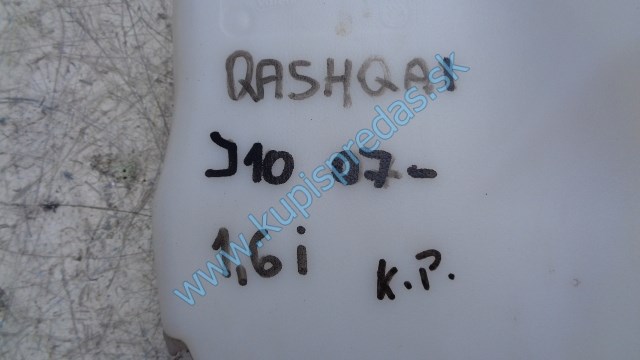 QASHQAI
J10 07-
1,6i
K.P.
www.kupispredas.sk